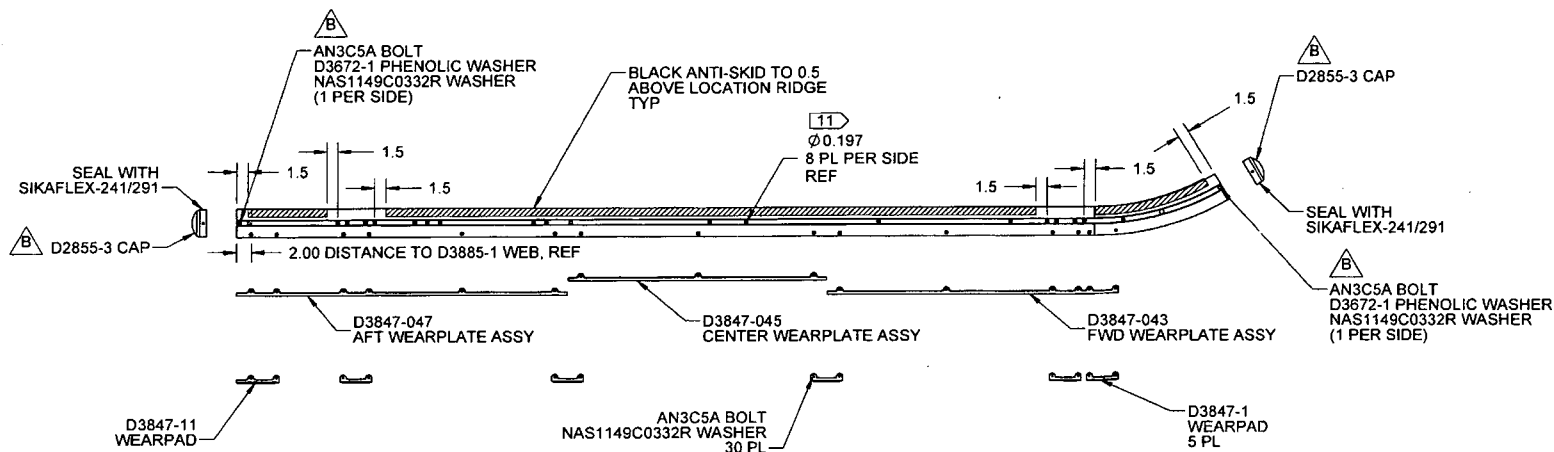 B
AN3C5A BOLT
D3672-1 PHENOLIC WASHER
NAS1149C0332R WASHER
(1 PER SIDE)
BLACK ANTI-SKID TO 0.5
ABOVE LOCATION RIDGE
TYP
11
Ø0.197
8 PL PER SIDE
REF
B
D2855-3 CAP
1.5
SEAL WITH
SIKAFLEX-241/291
1.5
1.5
1.5
1.5
SEAL WITH
SIKAFLEX-241/291
B
D2855-3 CAP
2.00 DISTANCE TO D3885-1 WEB, REF
B
AN3C5A BOLT
D3672-1 PHENOLIC WASHER
NAS1149C0332R WASHER
(1 PER SIDE)
D3847-047
AFT WEARPLATE ASSY
D3847-045
CENTER WEARPLATE ASSY
D3847-043
FWD WEARPLATE ASSY
D3847-11
WEARPAD
AN3C5A BOLT
NAS1149C0332R WASHER
30 PL
D3847-1
WEARPAD
5 PL